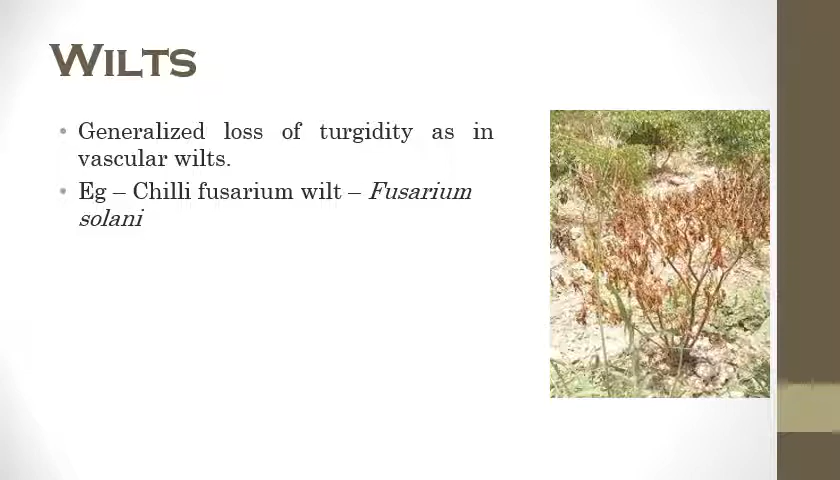 WILTS
• Generalized loss of turgidity as in
vascular wilts.
• Eg – Chilli fusarium wilt – Fusarium
solani